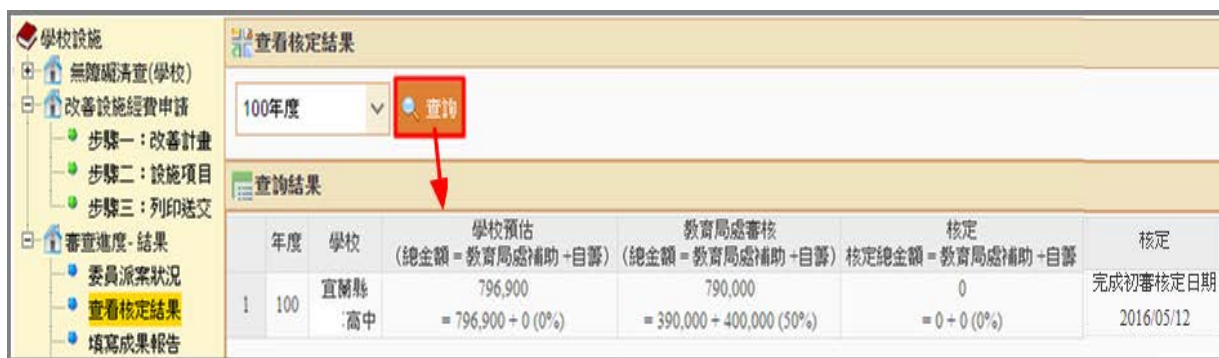 學校設施
無障礙清查(學校)
改善設施經費申請
步驟一：改善計畫
步驟二：設施項目
步驟三：列印送交
審查進度-結果
委員派案狀況
查看核定結果
填寫成果報告
查看核定結果
100年度
查詢
查詢結果
年度 學校 學校預估 教育局處審核 核定 核定
(總金額 = 教育局處補助 +自籌) (總金額 = 教育局處補助 +自籌) 核定總金額 = 教育局處補助 +自籌
1 100 宜蘭縣 796,900 790,000 0 完成初審核定日期
高中 = 796,900 + 0 (0%) = 390,000 + 400,000 (50%) = 0 + 0 (0%) 2016/05/12